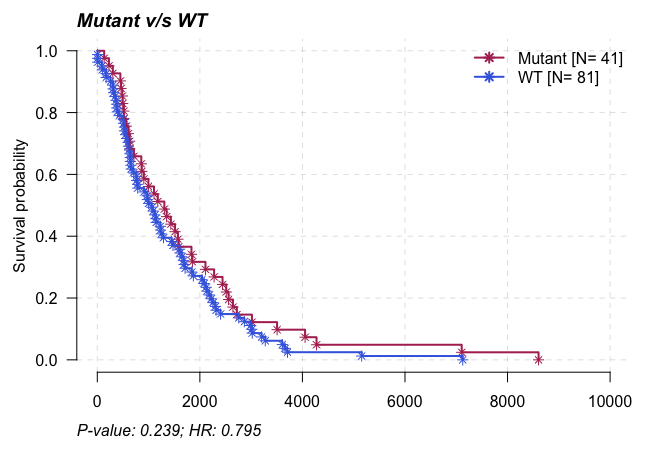 Mutant v/s WT
Mutant [N= 41]
WT [N= 81]
Survival probability
1.0
0.8
0.6
0.4
0.2
0.0
0 2000 4000 6000 8000 10000
P-value: 0.239; HR: 0.795